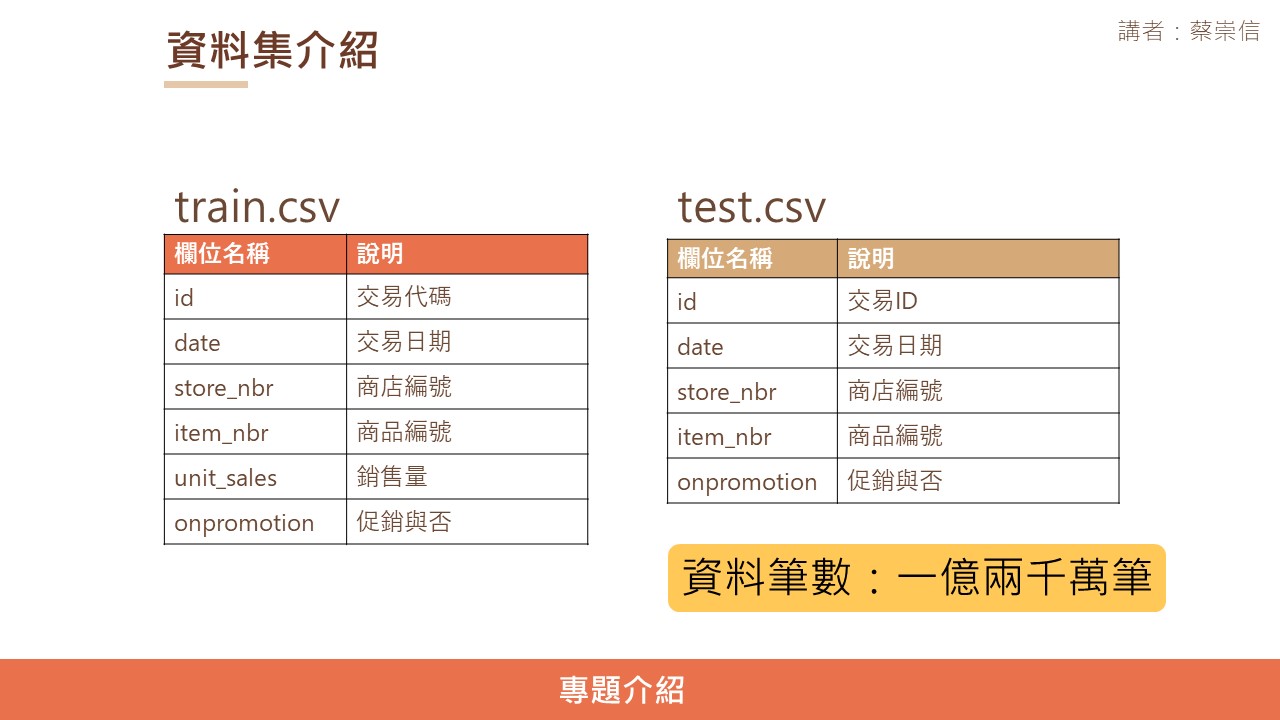 資料集介紹
講者：蔡崇信
train.csv
欄位名稱 說明
id 交易代碼
date 交易日期
store_nbr 商店編號
item_nbr 商品編號
unit_sales 銷售量
onpromotion 促銷與否
test.csv
欄位名稱 說明
id 交易ID
date 交易日期
store_nbr 商店編號
item_nbr 商品編號
onpromotion 促銷與否
資料筆數：一億兩千萬筆
專題介紹